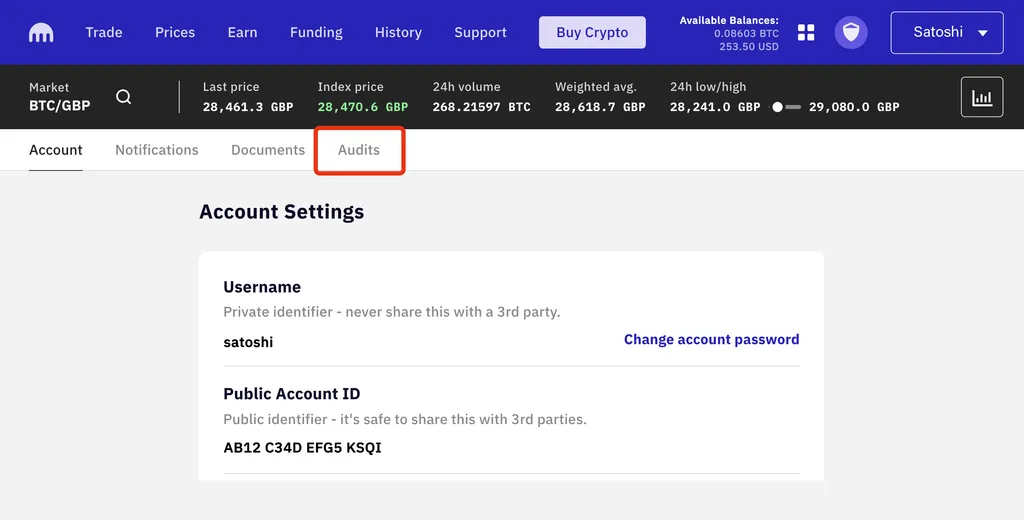 Trade Prices Earn Funding History Support Buy Crypto
Available Balances:
0.08603 BTC
253.50 USD
Satoshi
Market
BTC/GBP
Last price
28,461.3 GBP
Index price
28,470.6 GBP
24h volume
268.21597 BTC
Weighted avg.
28,618.7 GBP
24h low/high
28,241.0 GBP 29,080.0 GBP
Account Notifications Documents Audits
Account Settings
Username
Private identifier - never share this with a 3rd party.
satoshi Change account password
Public Account ID
Public identifier - it's safe to share this with 3rd parties.
AB12 C34D EFG5 KSQI